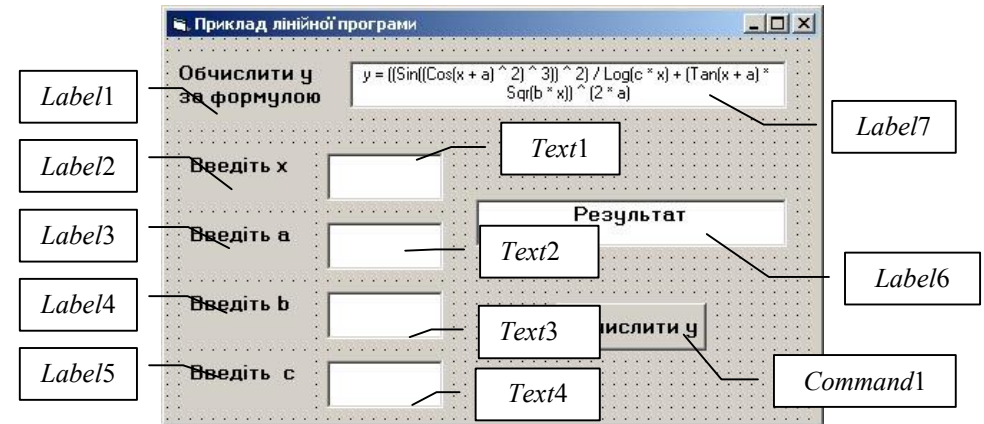 Приклад лінійної програми
Обчислити у
за формулою
y = ((Sin((Cos(x + a) ^ 2) ^ 3)) ^ 2) / Log(c * x) + (Tan(x + a) *
Sqr(b * x)) ^ (2 * a)
Label1
Label7
Text1
Label2
Введіть x
Результат
Label3
Введіть a
Text2
Label6
Label4
Введіть b
Text3
числити у
Label5
Введіть c
Text4
Command1